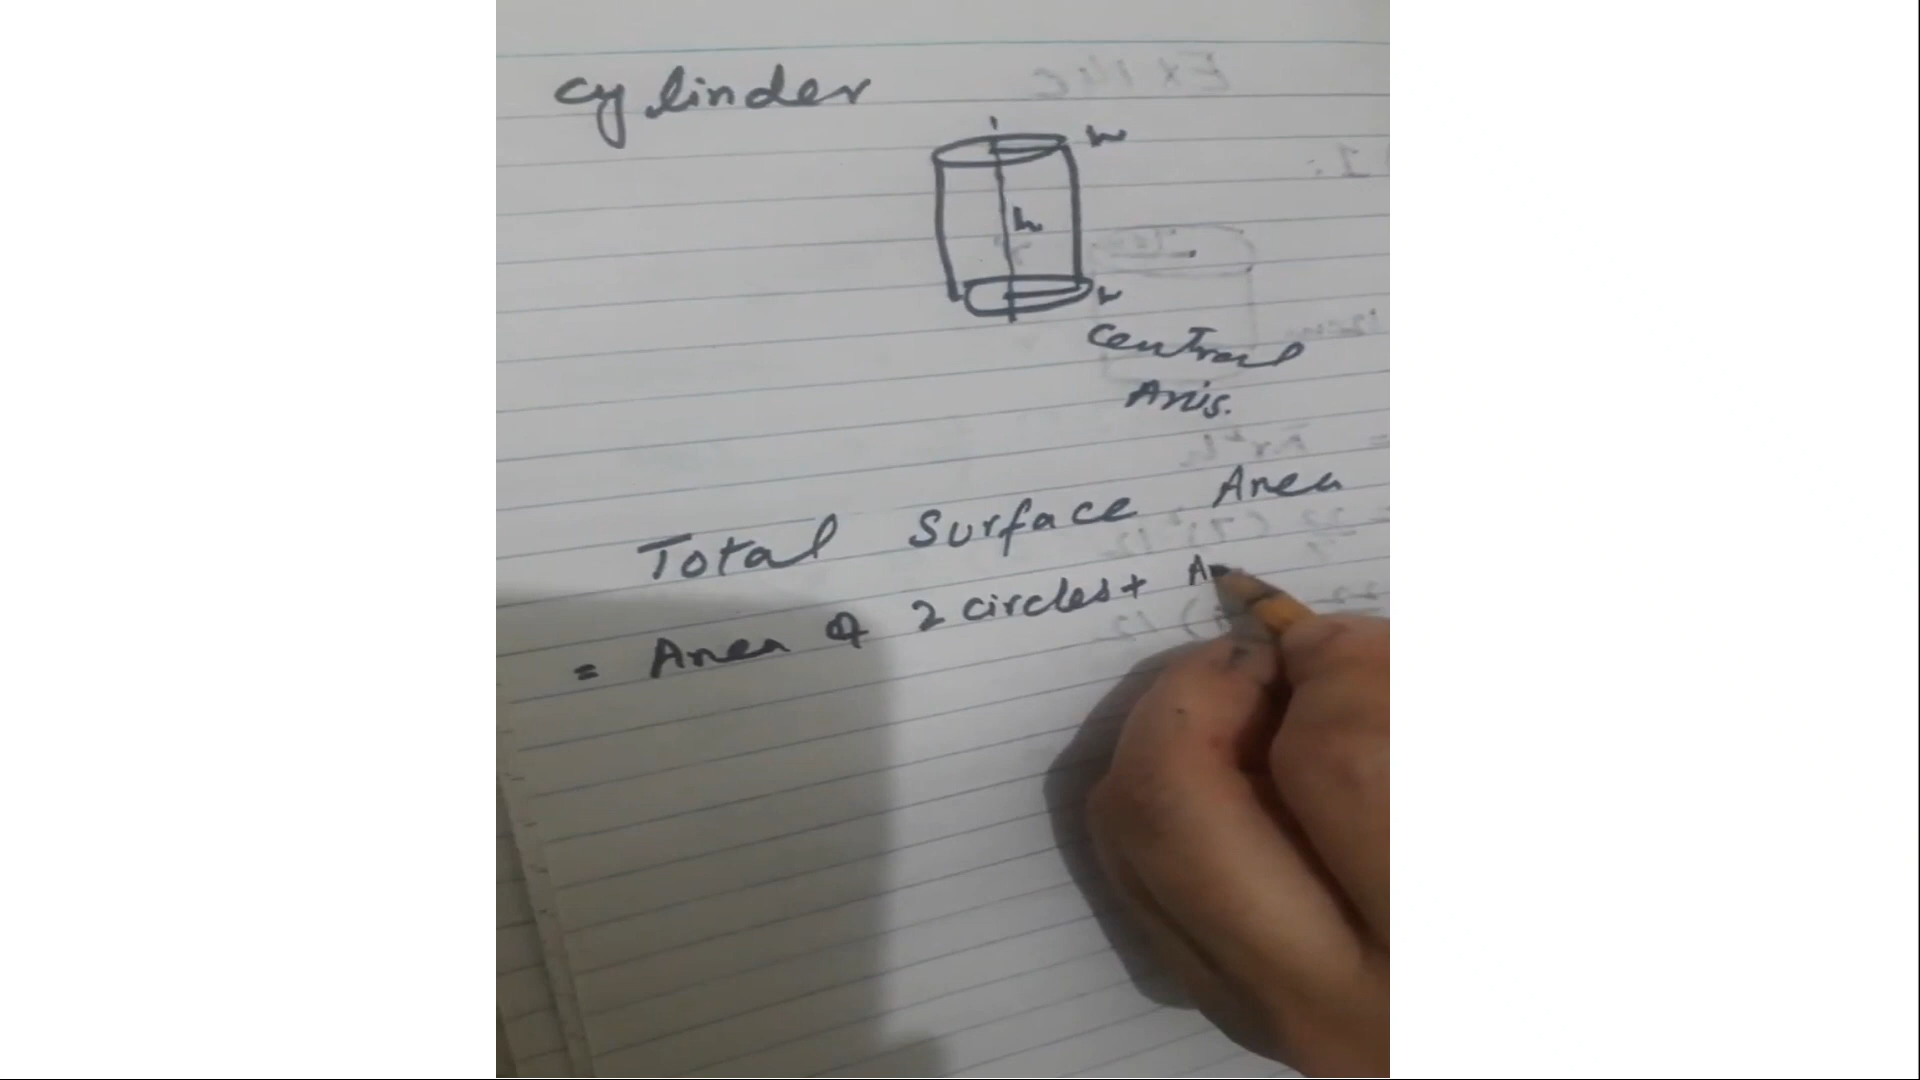 cylinder
r
h
r
Central
Axis.
Total Surface Area
= Area of 2 circles + A